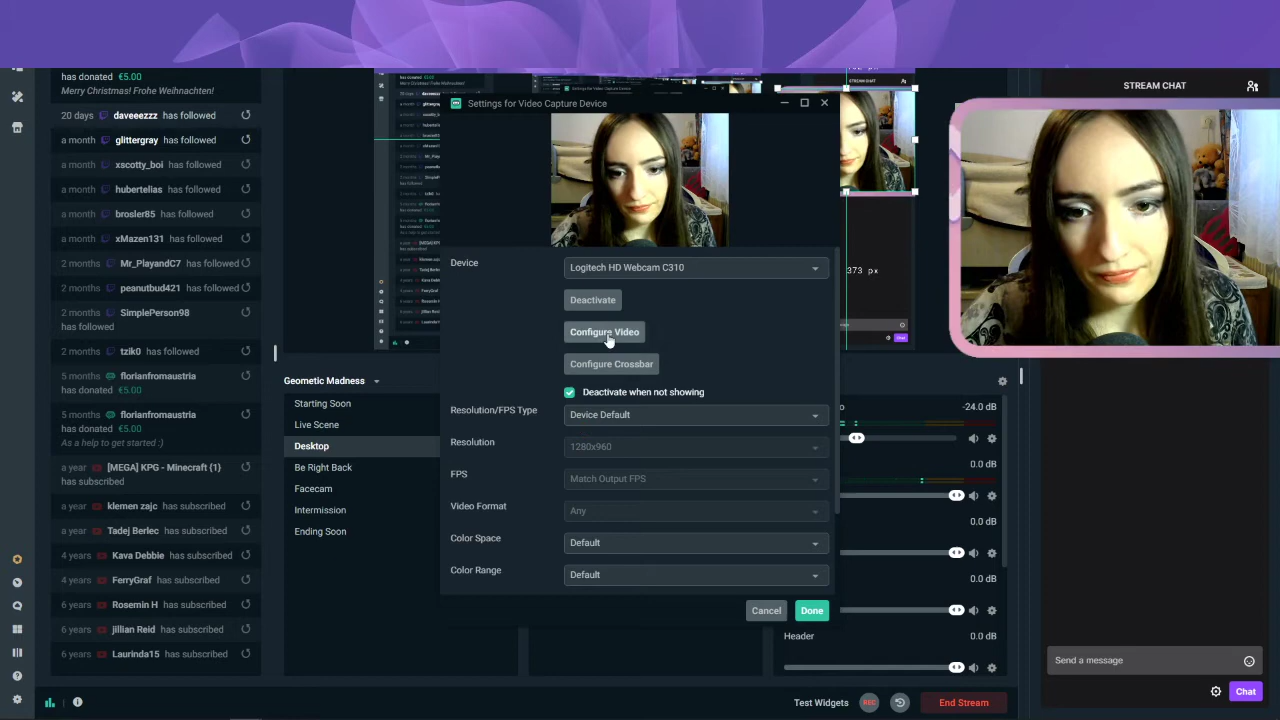 has donated €5.00
Merry Christmas! Frohe Weihnachten!
20 days daveeezzz has followed
a month glittergray has followed
a month xscotty_boi has followed
a month hubertelias has followed
a month brosler85 has followed
a month xMazen131 has followed
a month Mr_PlayandC7 has followed
a month peanutbud421 has followed
2 months SimplePerson98
has followed
2 months tzik0 has followed
5 months florianfromaustria
has donated €5.00
5 months florianfromaustria
has donated €5.00
As a help to get started :)
a year [MEGA] KPG - Minecraft {1}
has subscribed
a year klemen zajc has subscribed
a year Tadej Berlec has subscribed
4 years Kava Debbie has subscribed
4 years FerryGraf has subscribed
6 years Rosemin H has subscribed
6 years jillian Reid has subscribed
6 years Laurinda15 has subscribed
Geometic Madness
Starting Soon
Live Scene
Desktop
Be Right Back
Facecam
Intermission
Ending Soon
Settings for Video Capture Device
Device
Logitech HD Webcam C310
Deactivate
Configure Video
Configure Crossbar
Deactivate when not showing
Resolution/FPS Type
Device Default
Resolution
1280x960
FPS
Match Output FPS
Video Format
Any
Color Space
Default
Color Range
Default
Cancel
Done
STREAM CHAT
373 px
-24.0 dB
0.0 dB
0.0 dB
0.0 dB
Header
0.0 dB
Test Widgets
REC
End Stream
STREAM CHAT
Send a message
Chat